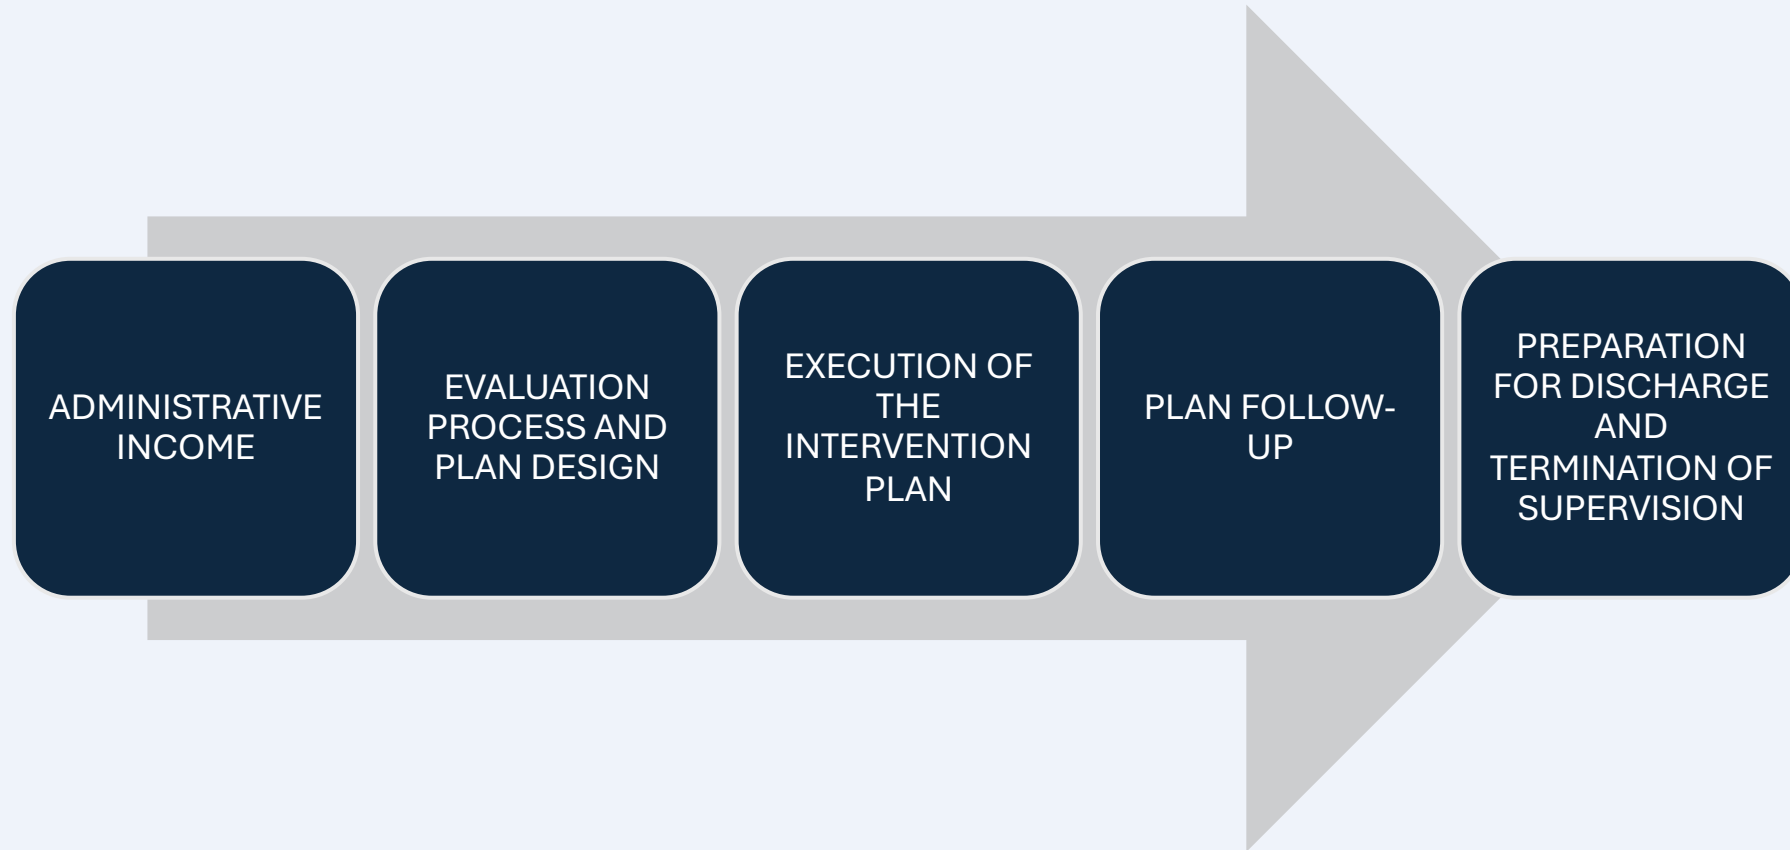 ADMINISTRATIVE
INCOME
EVALUATION
PROCESS AND
PLAN DESIGN
EXECUTION OF
THE
INTERVENTION
PLAN
PLAN FOLLOW-
UP
PREPARATION
FOR DISCHARGE
AND
TERMINATION OF
SUPERVISION